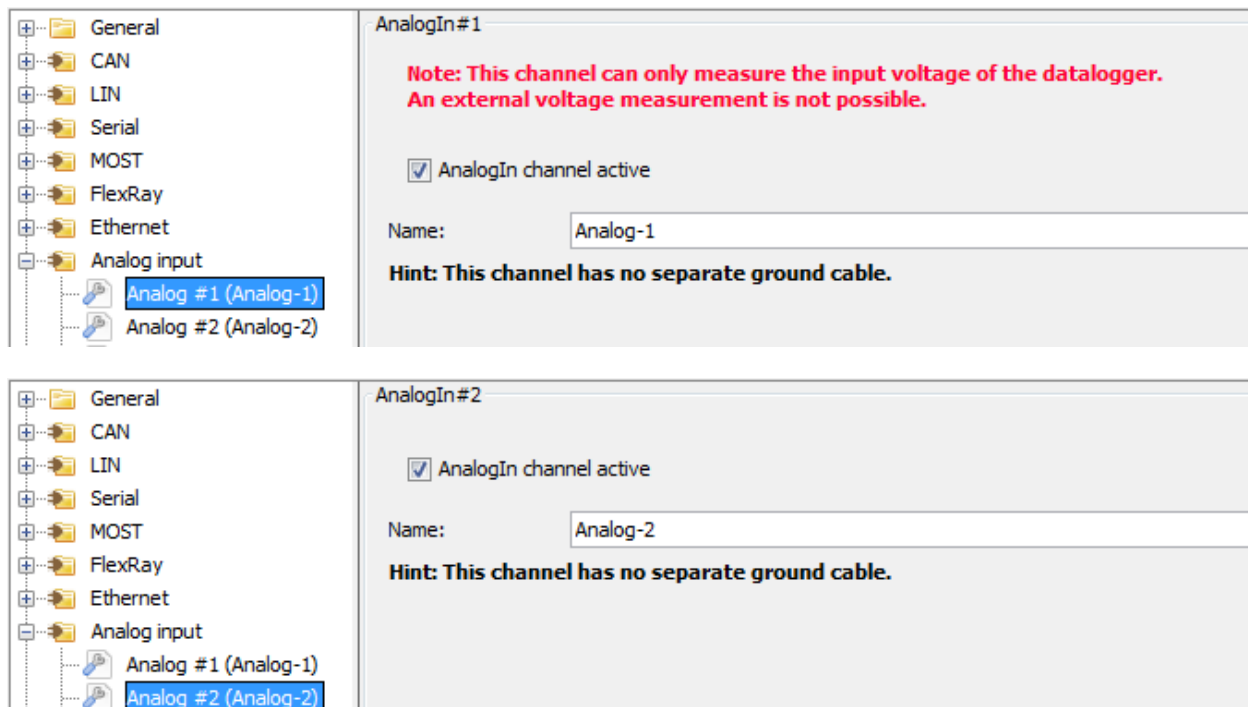 General
CAN
LIN
Serial
MOST
FlexRay
Ethernet
Analog input
Analog #1 (Analog-1)
Analog #2 (Analog-2)
AnalogIn#1
Note: This channel can only measure the input voltage of the datalogger.
An external voltage measurement is not possible.
AnalogIn channel active
Name: Analog-1
Hint: This channel has no separate ground cable.
General
CAN
LIN
Serial
MOST
FlexRay
Ethernet
Analog input
Analog #1 (Analog-1)
Analog #2 (Analog-2)
AnalogIn#2
AnalogIn channel active
Name: Analog-2
Hint: This channel has no separate ground cable.